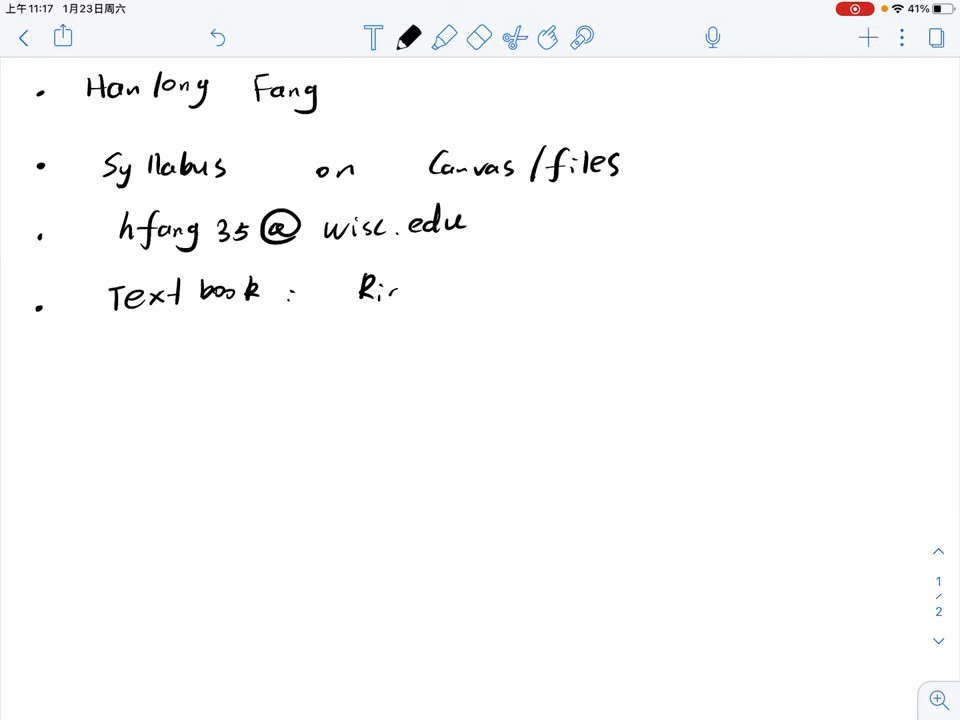 上午11:17 1月23日周六 41%
• Hanlong Fang
• Syllabus on Canvas/files
• hfang35@wisc.edu
• Textbook : Ric
1
/
2